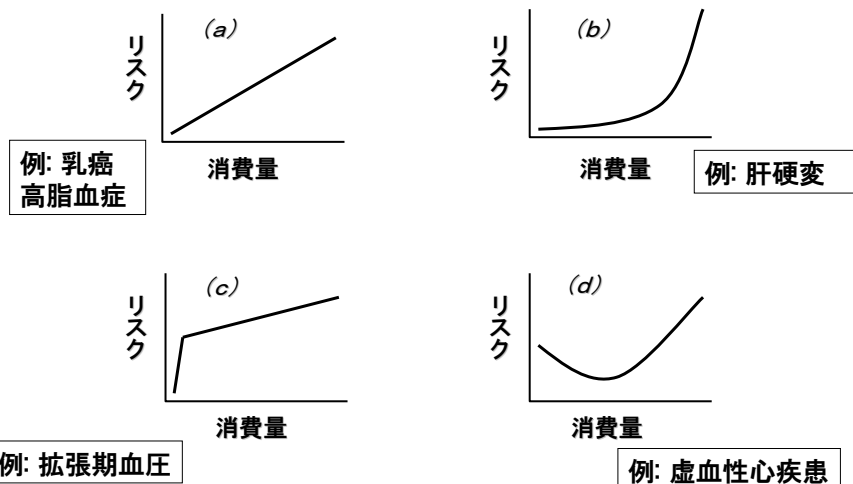 (a)
リスク
消費量
例: 乳癌
高脂血症
(b)
リスク
消費量
例: 肝硬変
(c)
リスク
消費量
例: 拡張期血圧
(d)
リスク
消費量
例: 虚血性心疾患